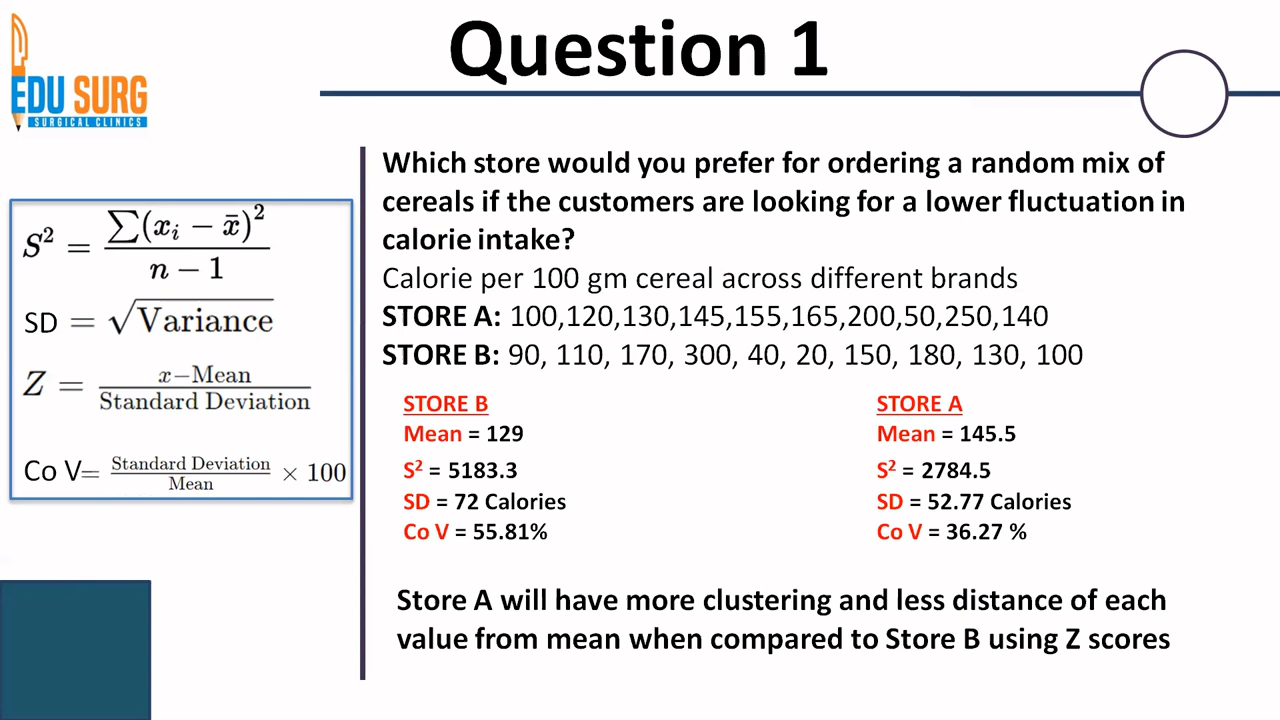 Question 1
EDU SURG
SURGICAL CLINICS
S² = ∑(xᵢ − x̄)² / n − 1
SD = √Variance
Z = x−Mean / Standard Deviation
Co V= Standard Deviation / Mean × 100
Which store would you prefer for ordering a random mix of
cereals if the customers are looking for a lower fluctuation in
calorie intake?
Calorie per 100 gm cereal across different brands
STORE A: 100,120,130,145,155,165,200,50,250,140
STORE B: 90, 110, 170, 300, 40, 20, 150, 180, 130, 100
STORE B
Mean = 129
S² = 5183.3
SD = 72 Calories
Co V = 55.81%
STORE A
Mean = 145.5
S² = 2784.5
SD = 52.77 Calories
Co V = 36.27 %
Store A will have more clustering and less distance of each
value from mean when compared to Store B using Z scores